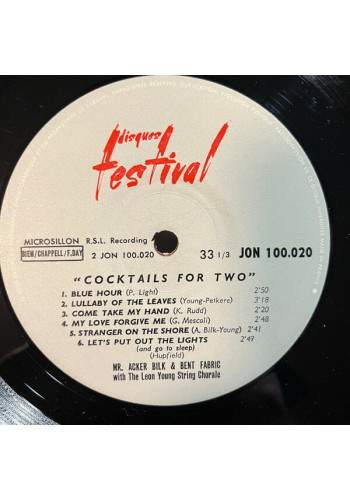 disques
festival
MICROSILLON R.S.L. Recording
BIEM/CHAPPELL/F.DAY 2 JON 100.020 33 1/3 JON 100.020
"COCKTAILS FOR TWO"
1. BLUE HOUR (P. Light) 2'50
2. LULLABY OF THE LEAVES (Young-Petkere) 3'18
3. COME TAKE MY HAND (K. Rudd) 2'20
4. MY LOVE FORGIVE ME (G. Mescoli) 2'48
5. STRANGER ON THE SHORE (A. Bilk-Young) 2'41
6. LET'S PUT OUT THE LIGHTS 2'49
(and go to sleep)
(Hupfield)
MR. ACKER BILK & BENT FABRIC
with The Leon Young String Chorale